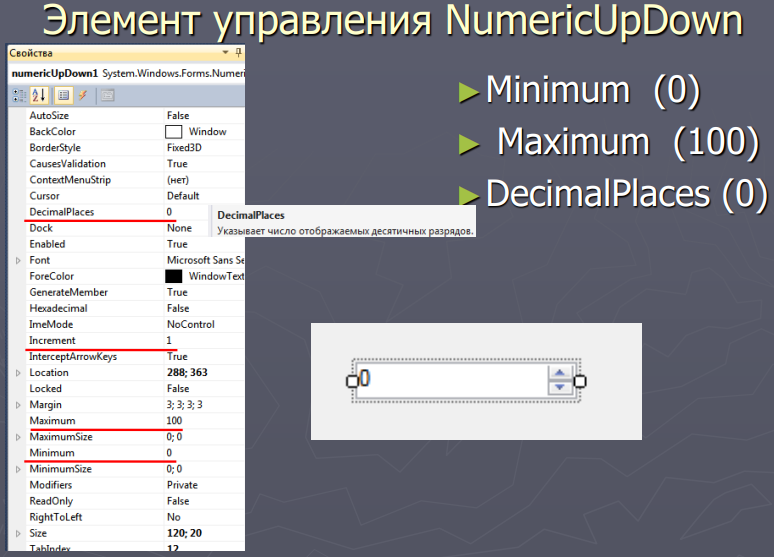 Элемент управления NumericUpDown
Свойства
numericUpDown1 System.Windows.Forms.Numeri
AutoSize False
BackColor Window
BorderStyle Fixed3D
CausesValidation True
ContextMenuStrip (нет)
Cursor Default
DecimalPlaces 0
Dock None
Enabled True
Font Microsoft Sans Se
ForeColor WindowText
GenerateMember True
Hexadecimal False
ImeMode NoControl
Increment 1
InterceptArrowKeys True
Location 288; 363
Locked False
Margin 3; 3; 3; 3
Maximum 100
MaximumSize 0; 0
Minimum 0
MinimumSize 0; 0
Modifiers Private
ReadOnly False
RightToLeft No
Size 120; 20
TabIndex 12
DecimalPlaces
Указывает число отображаемых десятичных разрядов.
►Minimum (0)
► Maximum (100)
►DecimalPlaces (0)
0